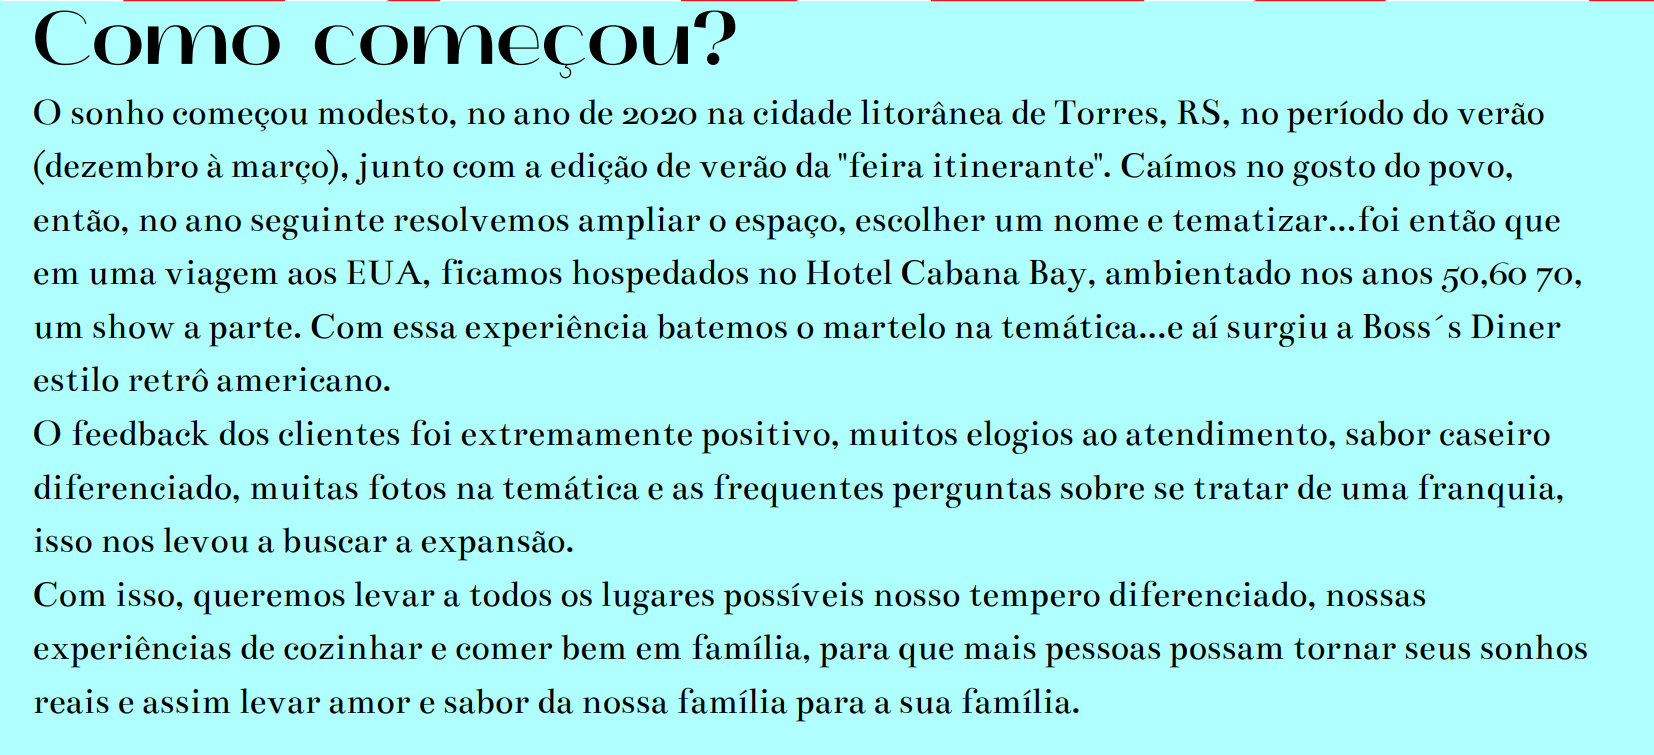 Como começou?
O sonho começou modesto, no ano de 2020 na cidade litorânea de Torres, RS, no período do verão
(dezembro à março), junto com a edição de verão da "feira itinerante". Caímos no gosto do povo,
então, no ano seguinte resolvemos ampliar o espaço, escolher um nome e tematizar...foi então que
em uma viagem aos EUA, ficamos hospedados no Hotel Cabana Bay, ambientado nos anos 50,60 70,
um show a parte. Com essa experiência batemos o martelo na temática...e aí surgiu a Boss´s Diner
estilo retrô americano.
O feedback dos clientes foi extremamente positivo, muitos elogios ao atendimento, sabor caseiro
diferenciado, muitas fotos na temática e as frequentes perguntas sobre se tratar de uma franquia,
isso nos levou a buscar a expansão.
Com isso, queremos levar a todos os lugares possíveis nosso tempero diferenciado, nossas
experiências de cozinhar e comer bem em família, para que mais pessoas possam tornar seus sonhos
reais e assim levar amor e sabor da nossa família para a sua família.